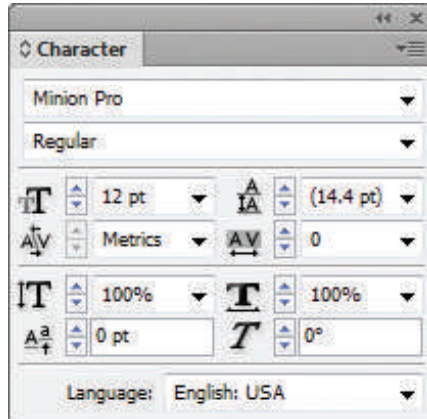 Character
Minion Pro
Regular
12 pt (14.4 pt)
Metrics 0
100% 100%
0 pt 0°
Language: English: USA